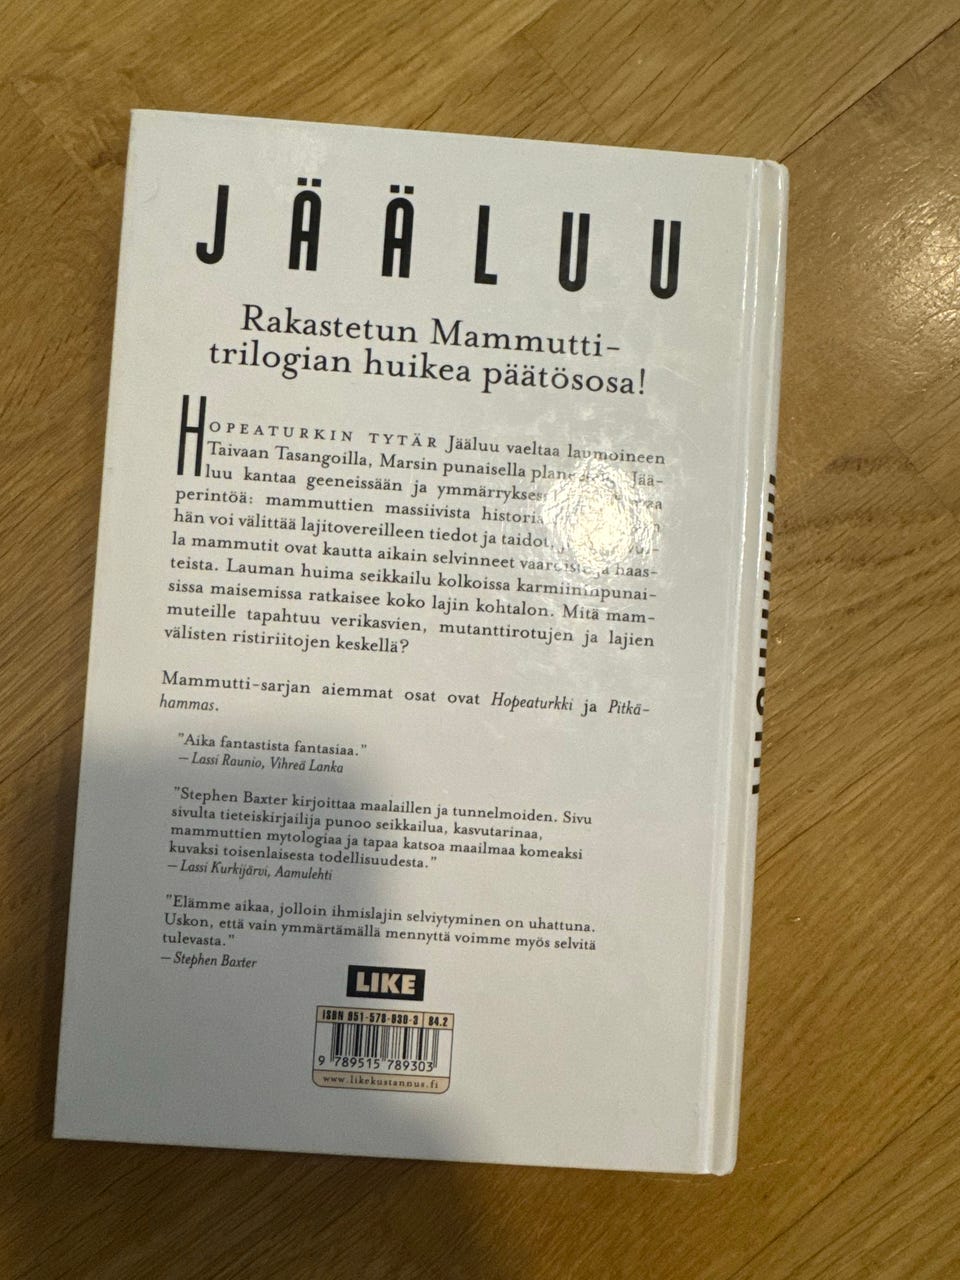 JÄÄLUU
Rakastetun Mammutti-
trilogian huikea päätösosa!
HOPEATURKIN TYTÄR Jääluu vaeltaa laumoineen
Taivaan Tasangoilla, Marsin punaisella Jää-
luu kantaa geeneissään ja
perintöä: mammuttien massiivista
hän voi välittää lajitovereilleen tiedot ja taidot,
la mammutit ovat kautta aikain selvinneet vaaroista ja haas-
teista. Lauman huima seikkailu kolkoissa karmiininpunai-
sissa maisemissa ratkaisee koko lajin kohtalon. Mitä mam-
muteille tapahtuu verikasvien, mutanttirotujen ja lajien
välisten ristiriitojen keskellä?
Mammutti-sarjan aiemmat osat ovat Hopeaturkki ja Pitkä-
hammas.
"Aika fantastista fantasiaa."
– Lassi Raunio, Vihreä Lanka
"Stephen Baxter kirjoittaa maalaillen ja tunnelmoiden. Sivu
sivulta tieteiskirjailija punoo seikkailua, kasvutarinaa,
mammuttien mytologiaa ja tapaa katsoa maailmaa komeaksi
kuvaksi toisenlaisesta todellisuudesta."
– Lassi Kurkijärvi, Aamulehti
"Elämme aikaa, jolloin ihmislajin selviytyminen on uhattuna.
Uskon, että vain ymmärtämällä mennyttä voimme myös selvitä
tulevasta."
– Stephen Baxter
LIKE
ISBN 951-578-930-3 84.2
9 789515 789303
www.likekustannus.fi